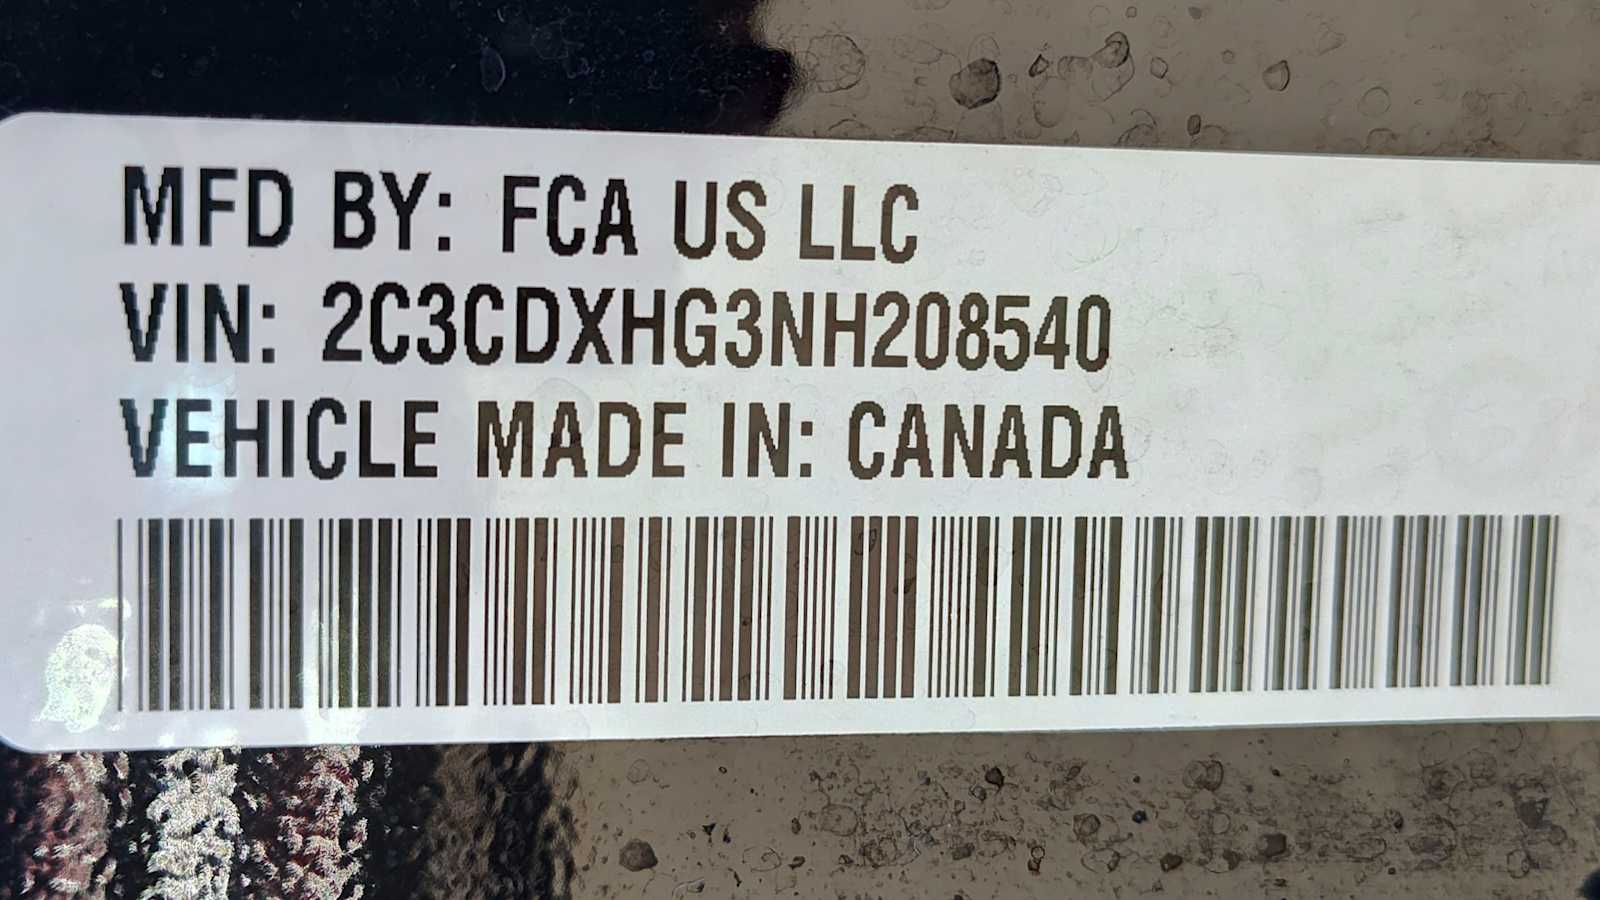 MFD BY: FCA US LLC
VIN: 2C3CDXHG3NH208540
VEHICLE MADE IN: CANADA